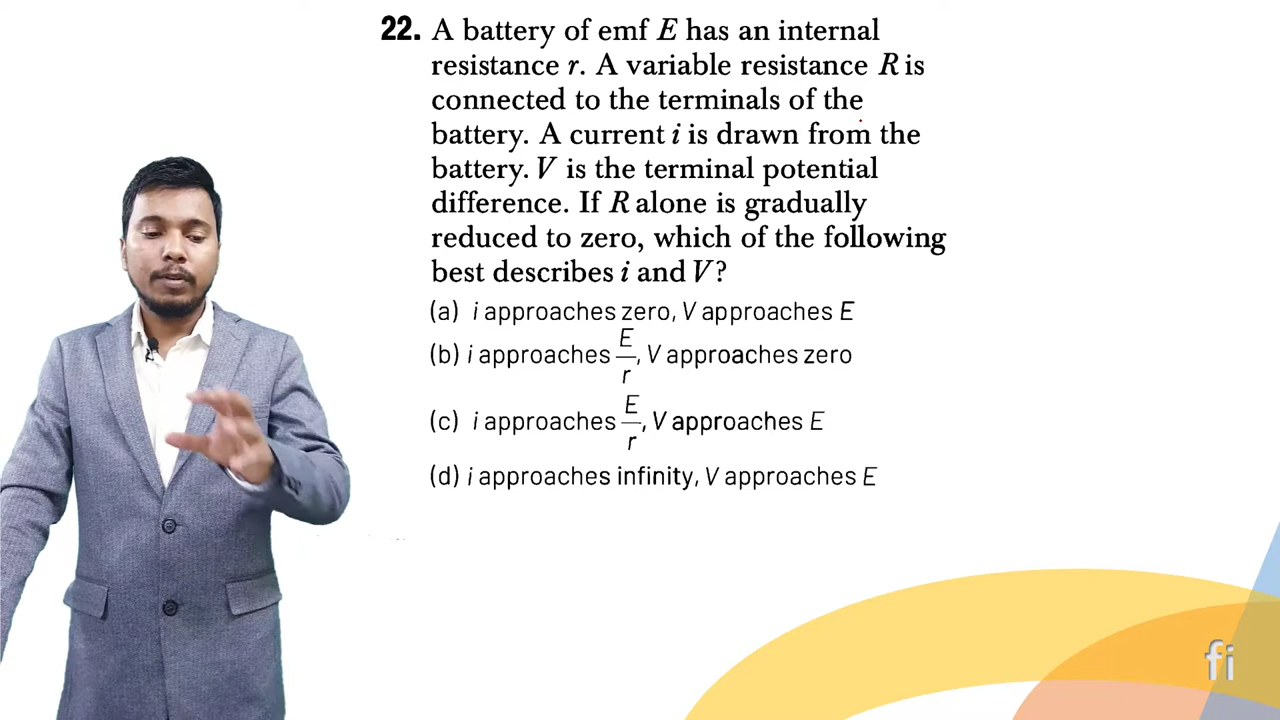 22. A battery of emf E has an internal
resistance r. A variable resistance R is
connected to the terminals of the
battery. A current i is drawn from the
battery. V is the terminal potential
difference. If R alone is gradually
reduced to zero, which of the following
best describes i and V?
(a) i approaches zero, V approaches E
(b) i approaches E/r, V approaches zero
(c) i approaches E/r, V approaches E
(d) i approaches infinity, V approaches E
fi